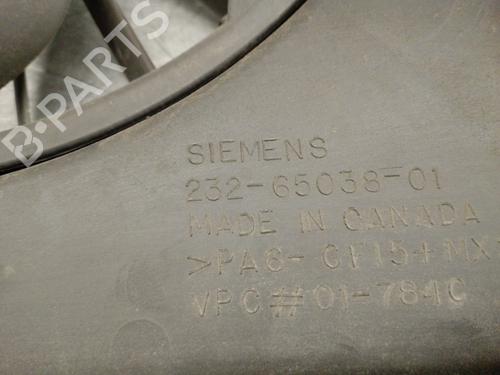 B-PARTS
SIEMENS
232-65038-01
MADE IN CANADA
>PA6- GF15+MX
VPC#01-784C